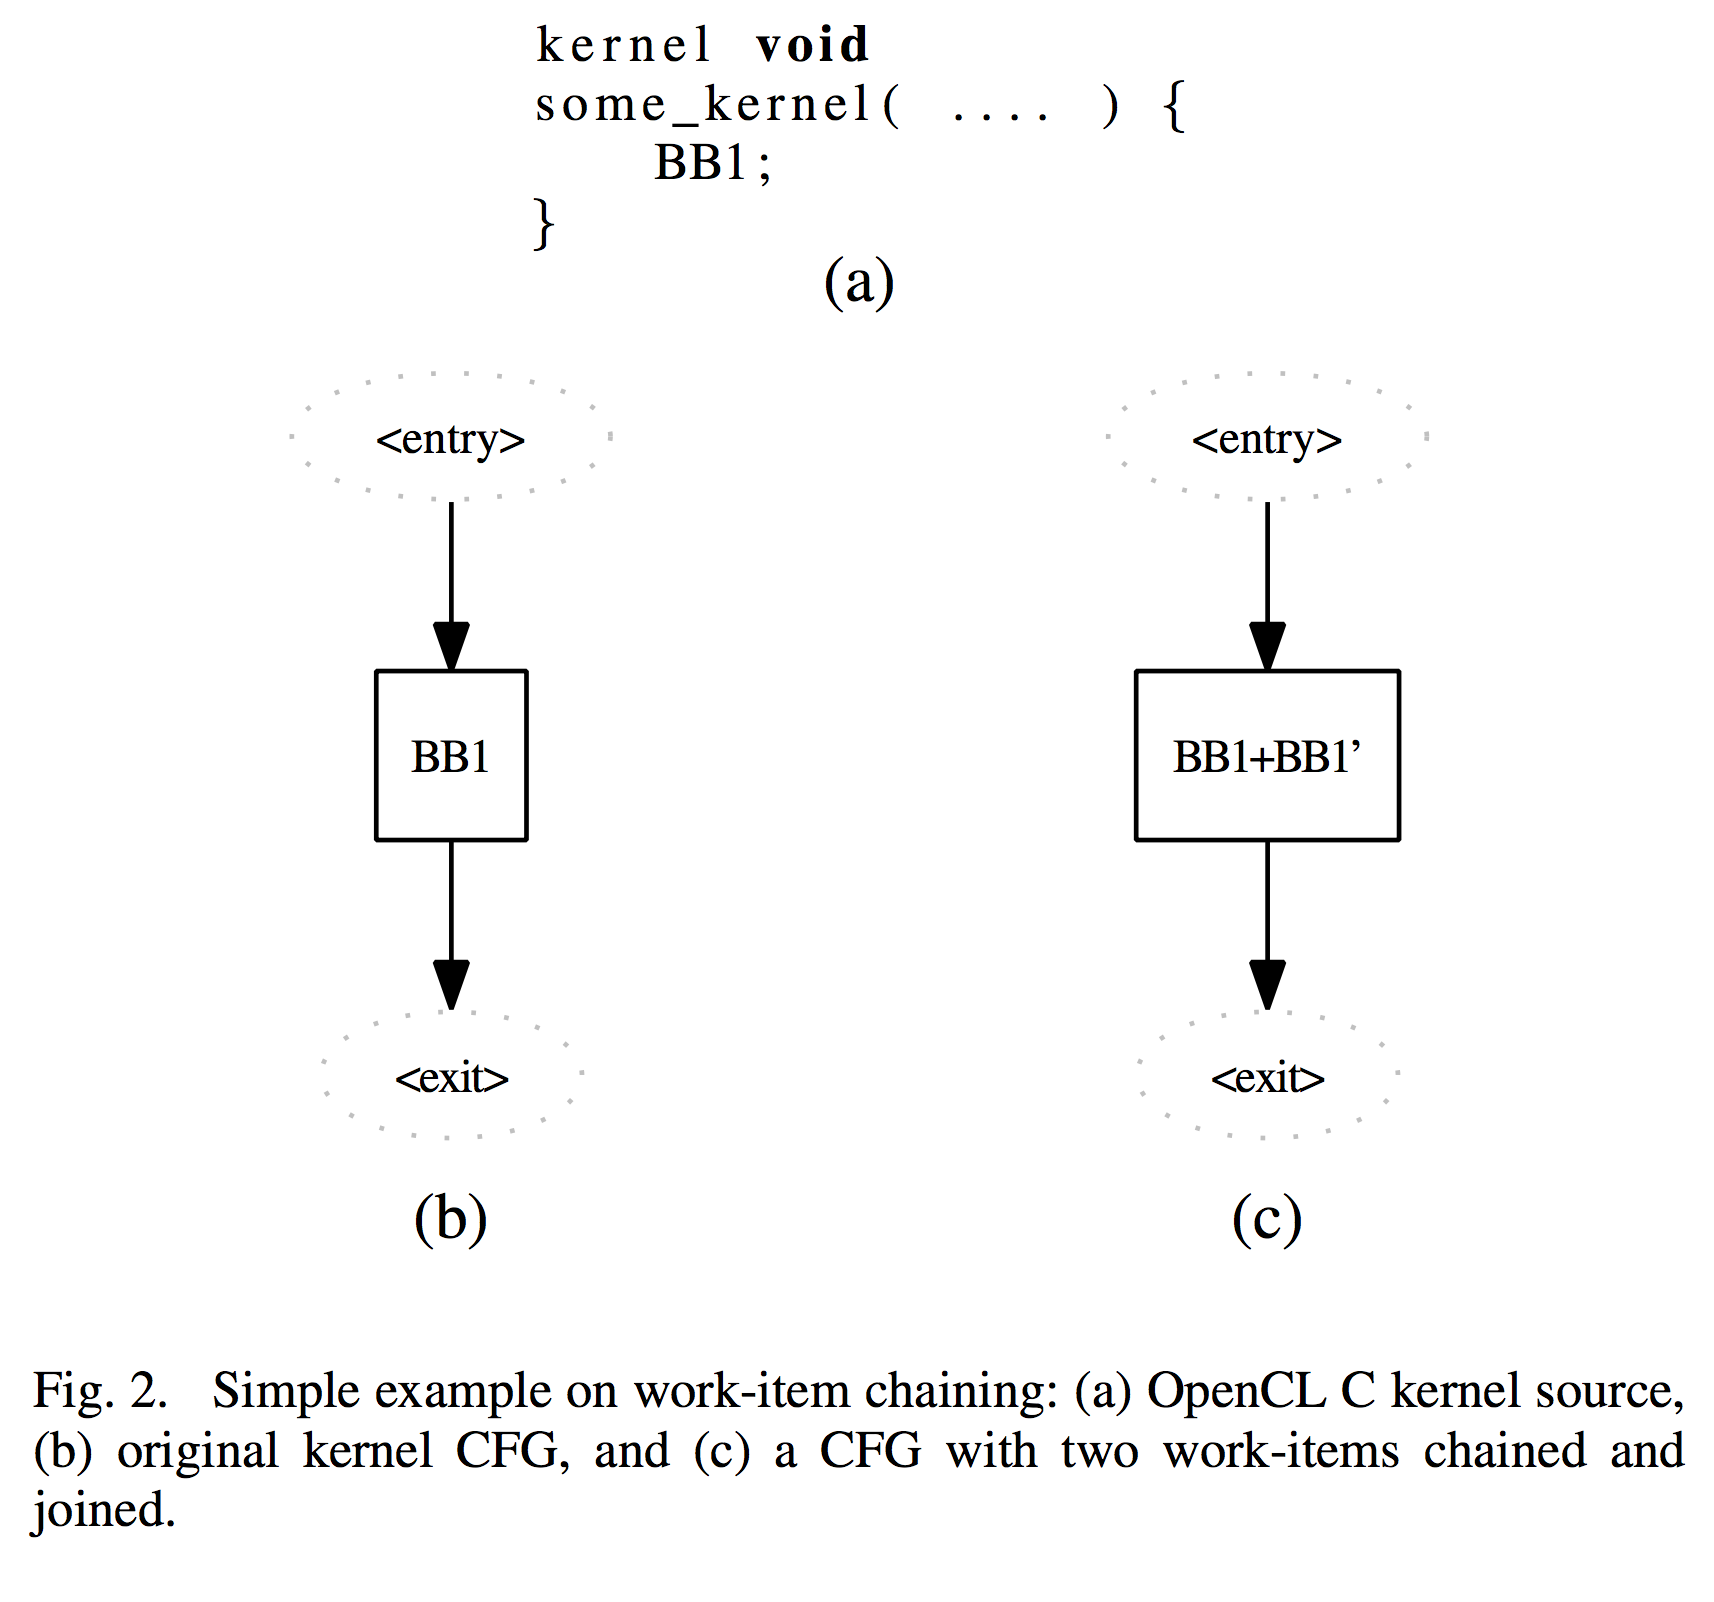 kernel void
some_kernel( .... ) {
BB1;
}
(a)
<entry>
<entry>
BB1
BB1+BB1’
<exit>
<exit>
(b)
(c)
Fig. 2. Simple example on work-item chaining: (a) OpenCL C kernel source,
(b) original kernel CFG, and (c) a CFG with two work-items chained and
joined.